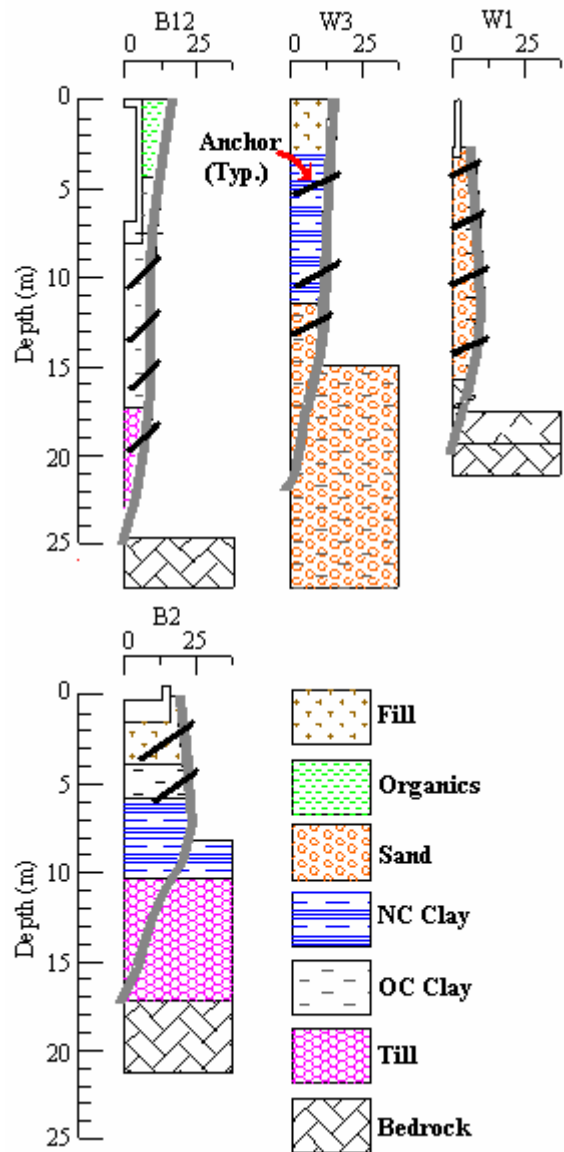 B12
W3
W1
0 25
0 25
0 25
0
5
10
15
20
25
Depth (m)
Anchor
(Typ.)
B2
0 25
0
5
10
15
20
25
Depth (m)
Fill
Organics
Sand
NC Clay
OC Clay
Till
Bedrock